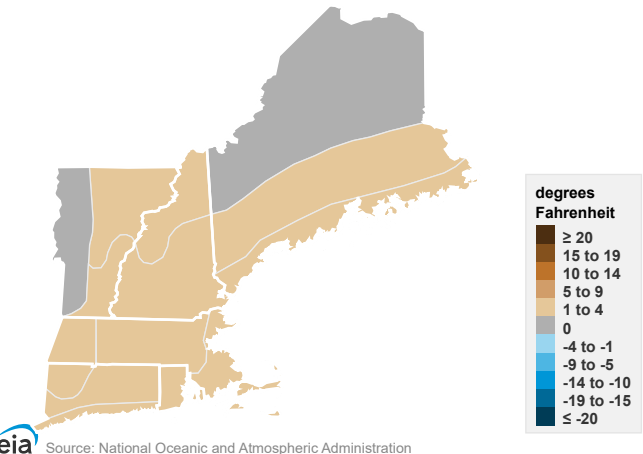 degrees
Fahrenheit
≥ 20
15 to 19
10 to 14
5 to 9
1 to 4
0
-4 to -1
-9 to -5
-14 to -10
-19 to -15
≤ -20
eia
Source: National Oceanic and Atmospheric Administration